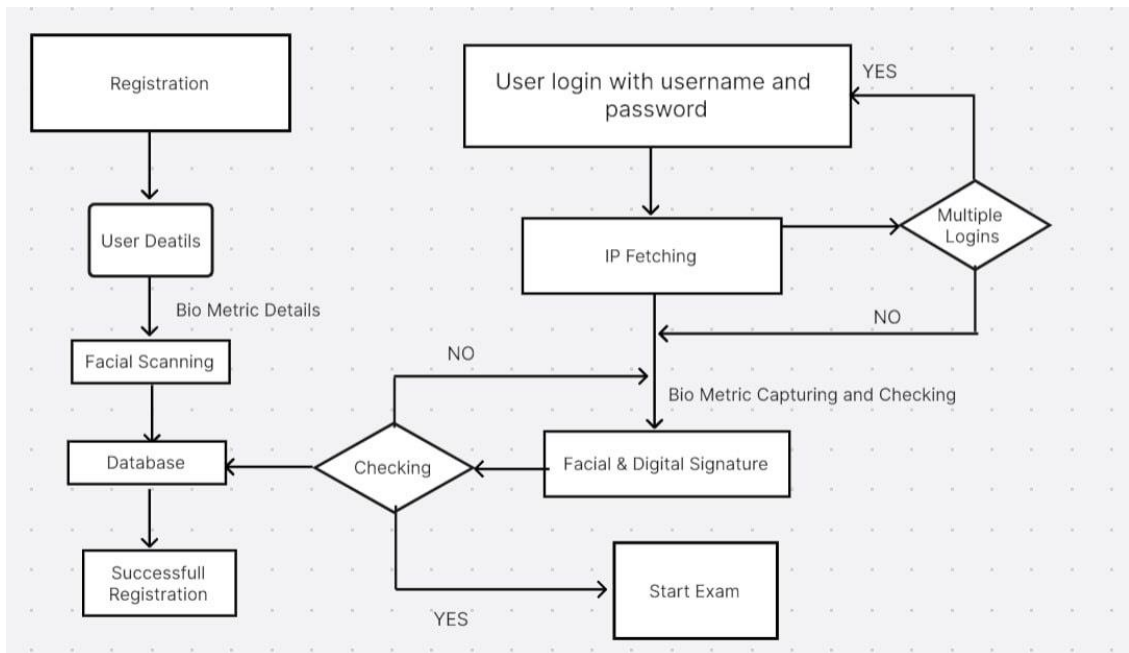 Registration
User Deatils
Bio Metric Details
Facial Scanning
Database
Successfull
Registration
User login with username and
password
YES
Multiple
Logins
IP Fetching
NO
NO
Bio Metric Capturing and Checking
Facial & Digital Signature
Checking
YES
Start Exam